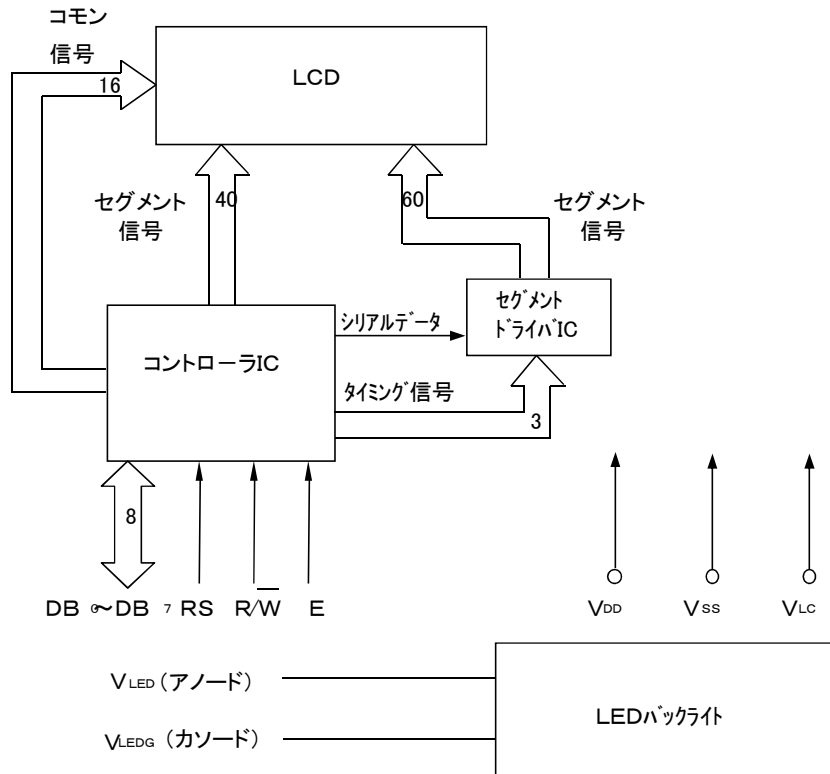 コモン
信号
16
LCD
セグメント
信号
40
60
セグメント
信号
セグメント
ドライバIC
シリアルデータ
コントローラIC
タイミング信号
3
8
DB 0〜DB 7 RS R/W E
VDD VSS VLC
VLED (アノード)
VLEDG (カソード)
LEDバックライト